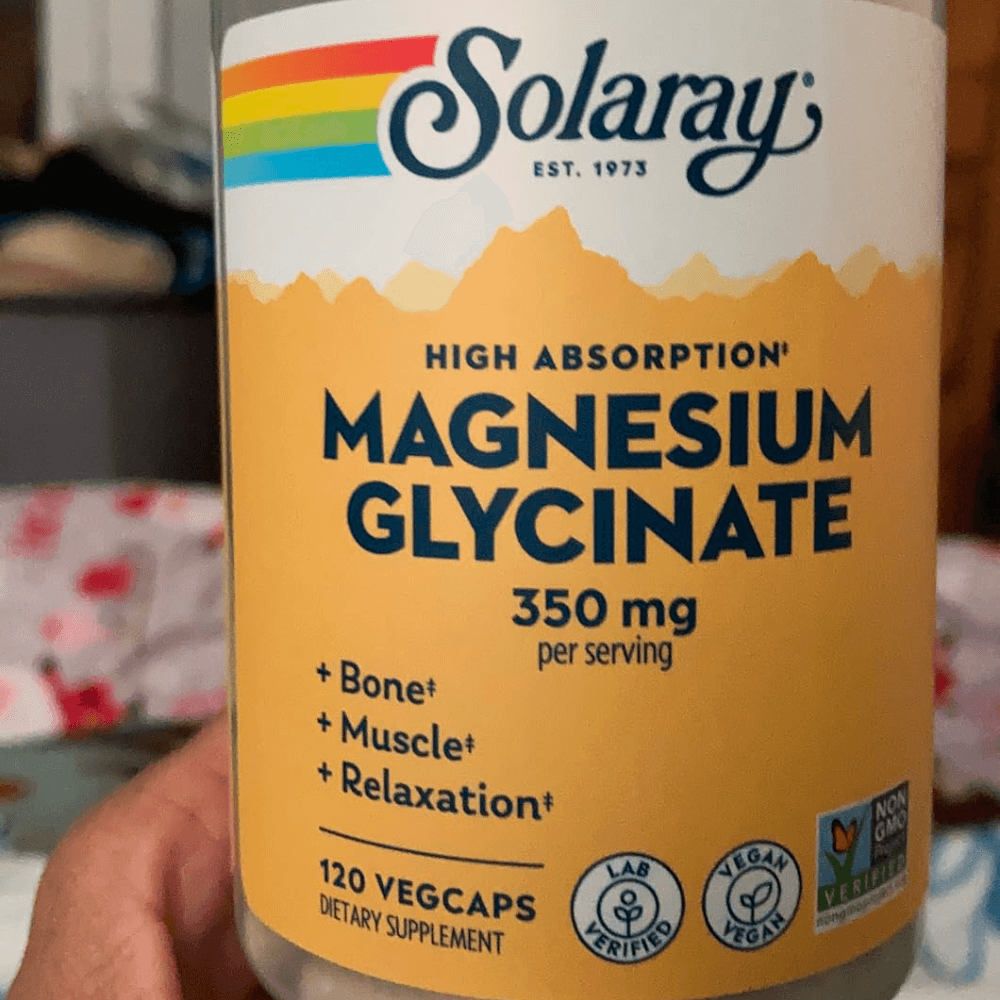 Solaray
EST. 1973
HIGH ABSORPTION‡
MAGNESIUM
GLYCINATE
350 mg
per serving
+ Bone‡
+ Muscle‡
+ Relaxation‡
120 VEGCAPS
DIETARY SUPPLEMENT
LAB
VERIFIED
VEGAN
VEGAN
NON
GMO
VERIFIED